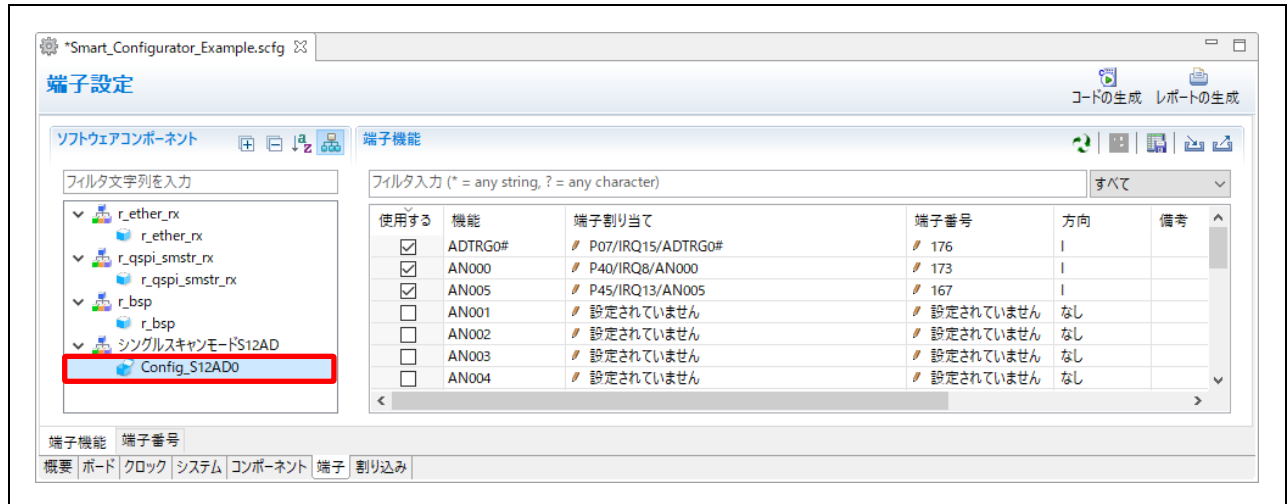 *Smart_Configurator_Example.scfg
端子設定
コードの生成 レポートの生成
ソフトウェアコンポーネント
端子機能
フィルタ文字列を入力
フィルタ入力 (* = any string, ? = any character)
すべて
r_ether_rx
r_ether_rx
r_qspi_smstr_rx
r_qspi_smstr_rx
r_bsp
r_bsp
シングルスキャンモードS12AD
Config_S12AD0
使用する 機能 端子割り当て 端子番号 方向 備考
ADTRG0# P07/IRQ15/ADTRG0# 176 I
AN000 P40/IRQ8/AN000 173 I
AN005 P45/IRQ13/AN005 167 I
AN001 設定されていません 設定されていません なし
AN002 設定されていません 設定されていません なし
AN003 設定されていません 設定されていません なし
AN004 設定されていません 設定されていません なし
端子機能 端子番号
概要 ボード クロック システム コンポーネント 端子 割り込み